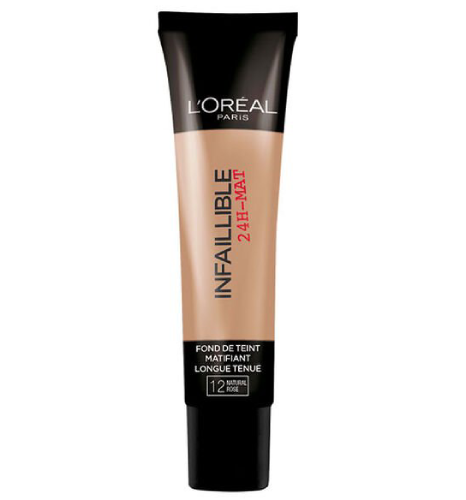 L'ORÉAL
PARIS
INFAILLIBLE
24H-MAT
FOND DE TEINT
MATIFIANT
LONGUE TENUE
12 NATURAL
ROSE